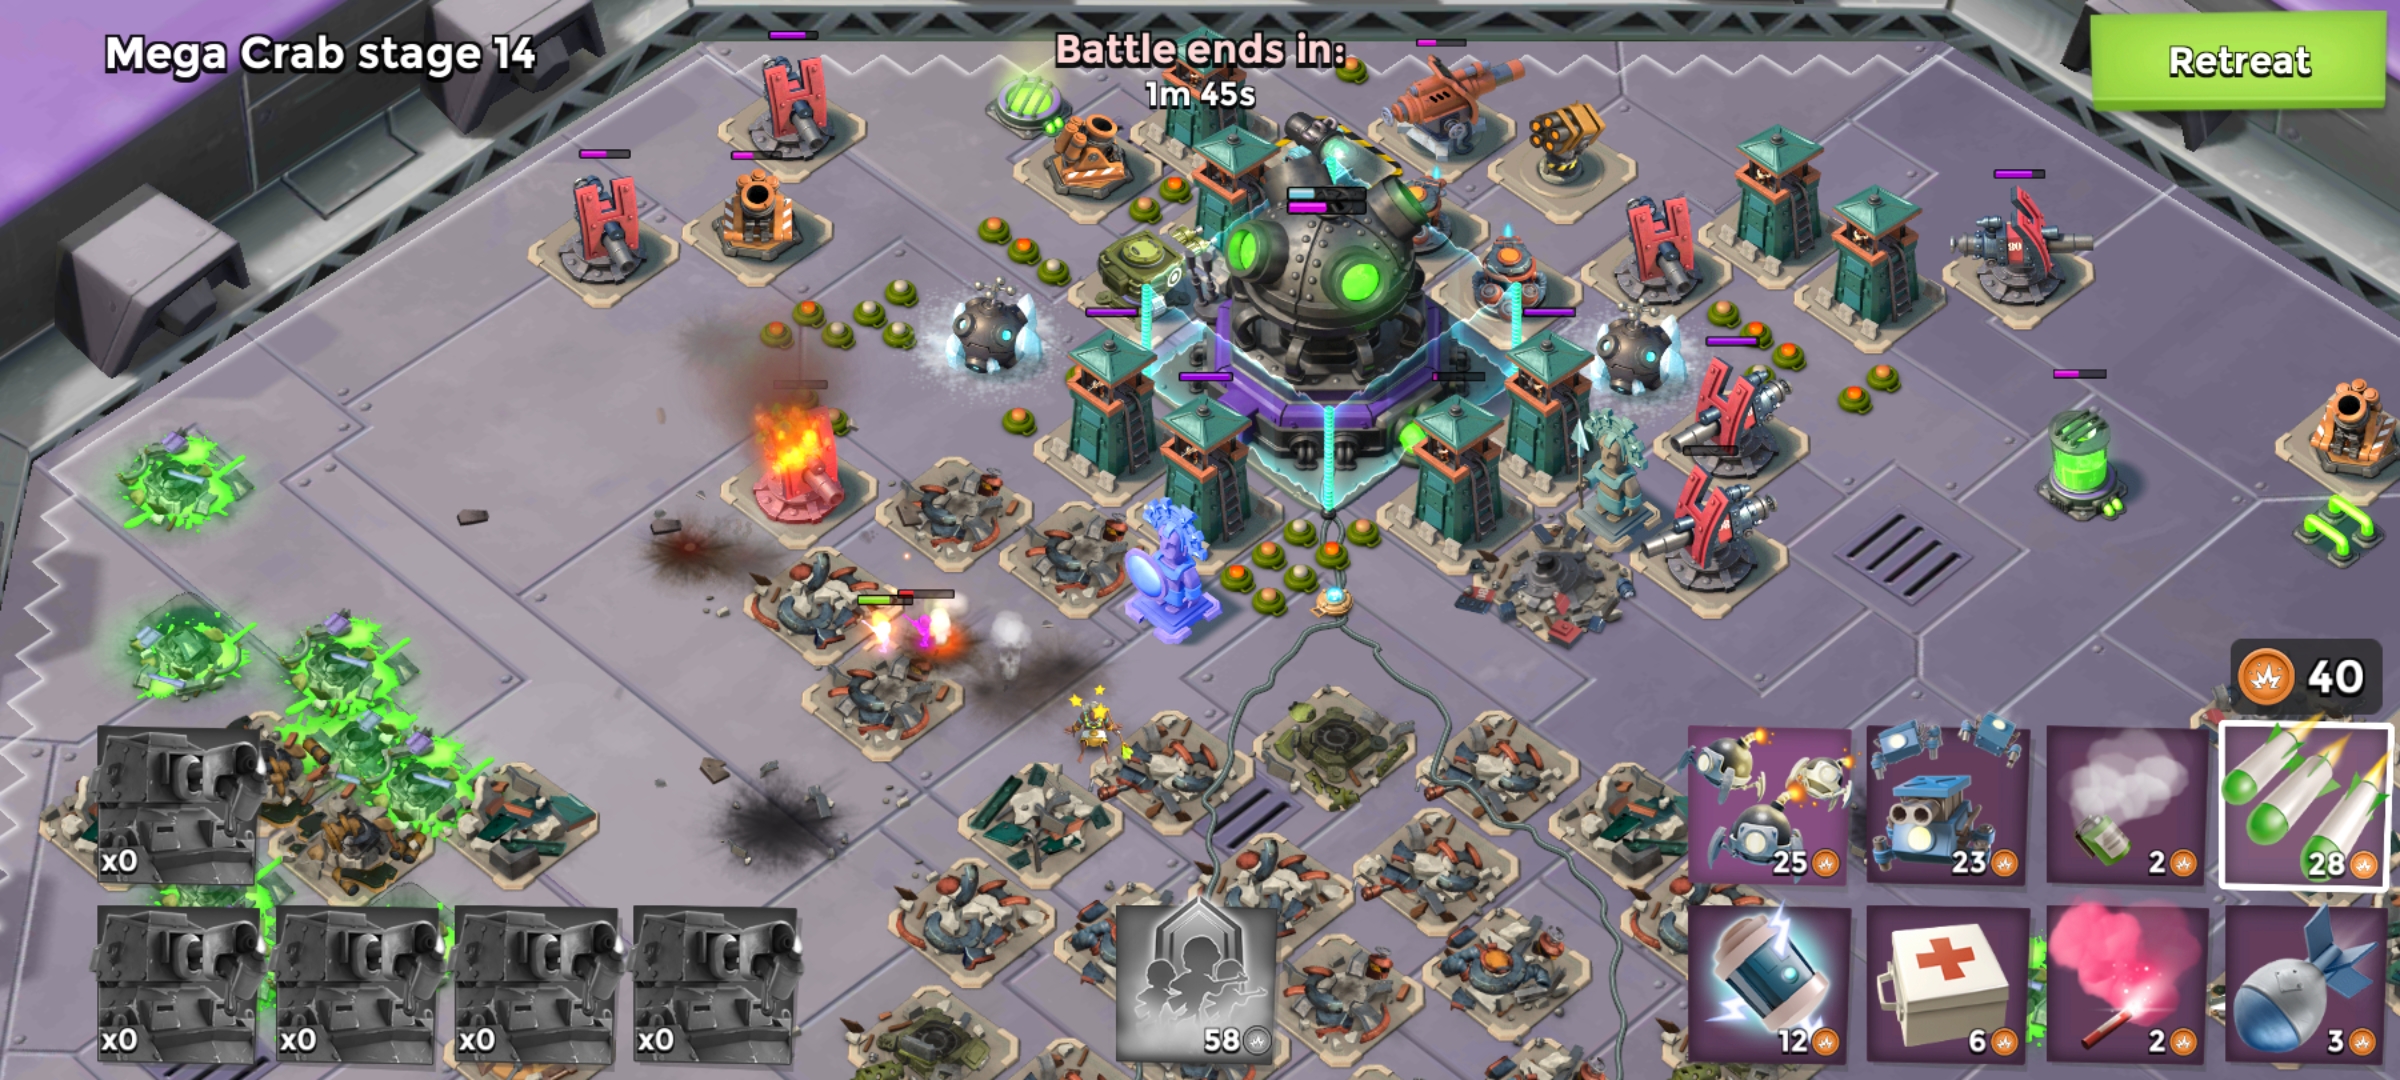 Mega Crab stage 14
Battle ends in:
1m 45s
Retreat
40
25
23
2
28
12
6
2
3
x0
x0
x0
x0
x0
58